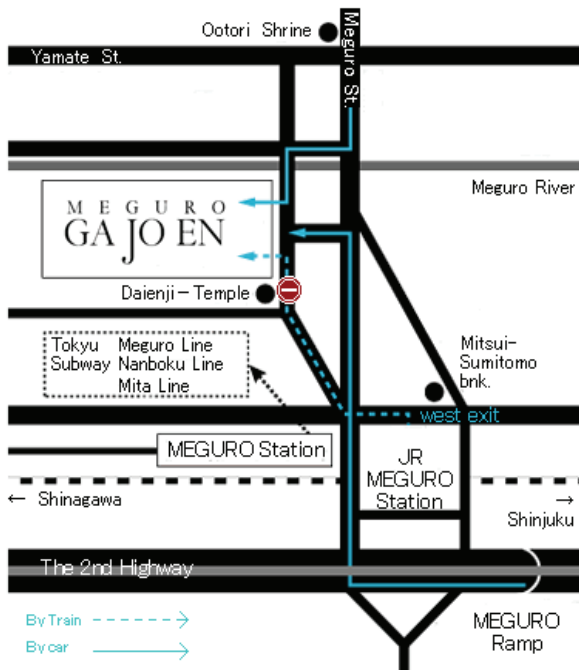 Ootori Shrine
Meguro St.
Yamate St.
Meguro River
MEGURO
GA JO EN
Daienji-Temple
Tokyu Meguro Line
Subway Nanboku Line
Mita Line
Mitsui-
Sumitomo
bnk.
west exit
MEGURO Station
JR
MEGURO
Station
← Shinagawa
→
Shinjuku
The 2nd Highway
By Train
By car
MEGURO
Ramp